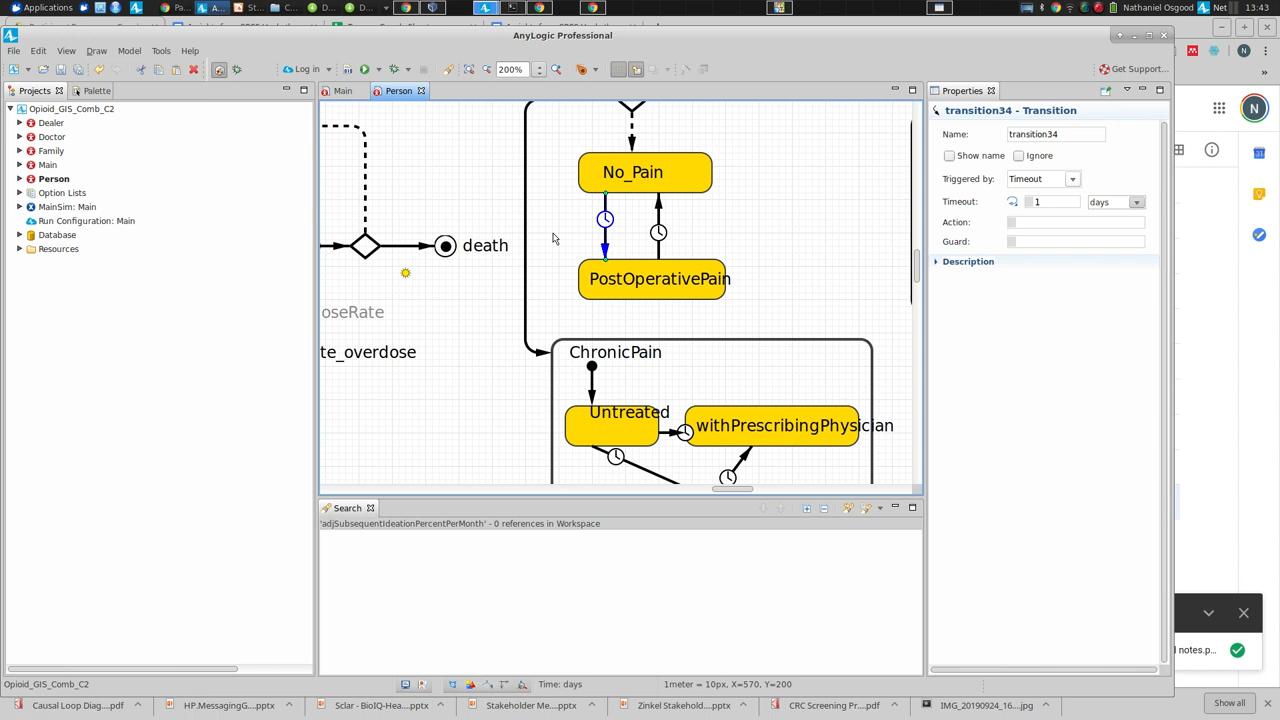 Applications
Pa...
A...
St...
C...
D...
D...
Nathaniel Osgood
13:43
AnyLogic Professional
File Edit View Draw Model Tools Help
Log in
200%
Get Support...
Projects
Palette
Main
Person
Properties
Opioid_GIS_Comb_C2
Dealer
Doctor
Family
Main
Person
Option Lists
MainSim: Main
Run Configuration: Main
Database
Resources
No_Pain
death
PostOperativePain
oseRate
te_overdose
ChronicPain
Untreated
withPrescribingPhysician
transition34 - Transition
Name: transition34
Show name Ignore
Triggered by: Timeout
Timeout: 1 days
Action:
Guard:
Description
Search
'adjSubsequentIdeationPercentPerMonth' - 0 references in Workspace
N
N
l notes.p...
Opioid_GIS_Comb_C2
Time: days
1meter = 10px, X=570, Y=200
Causal Loop Diag....pdf
HP.MessagingG....pptx
Sclar - BioIQ-Hea....pptx
Stakeholder Me....pptx
Zinkel Stakehold....pptx
CRC Screening Pr....pdf
IMG_20190924_16....jpg
Show all